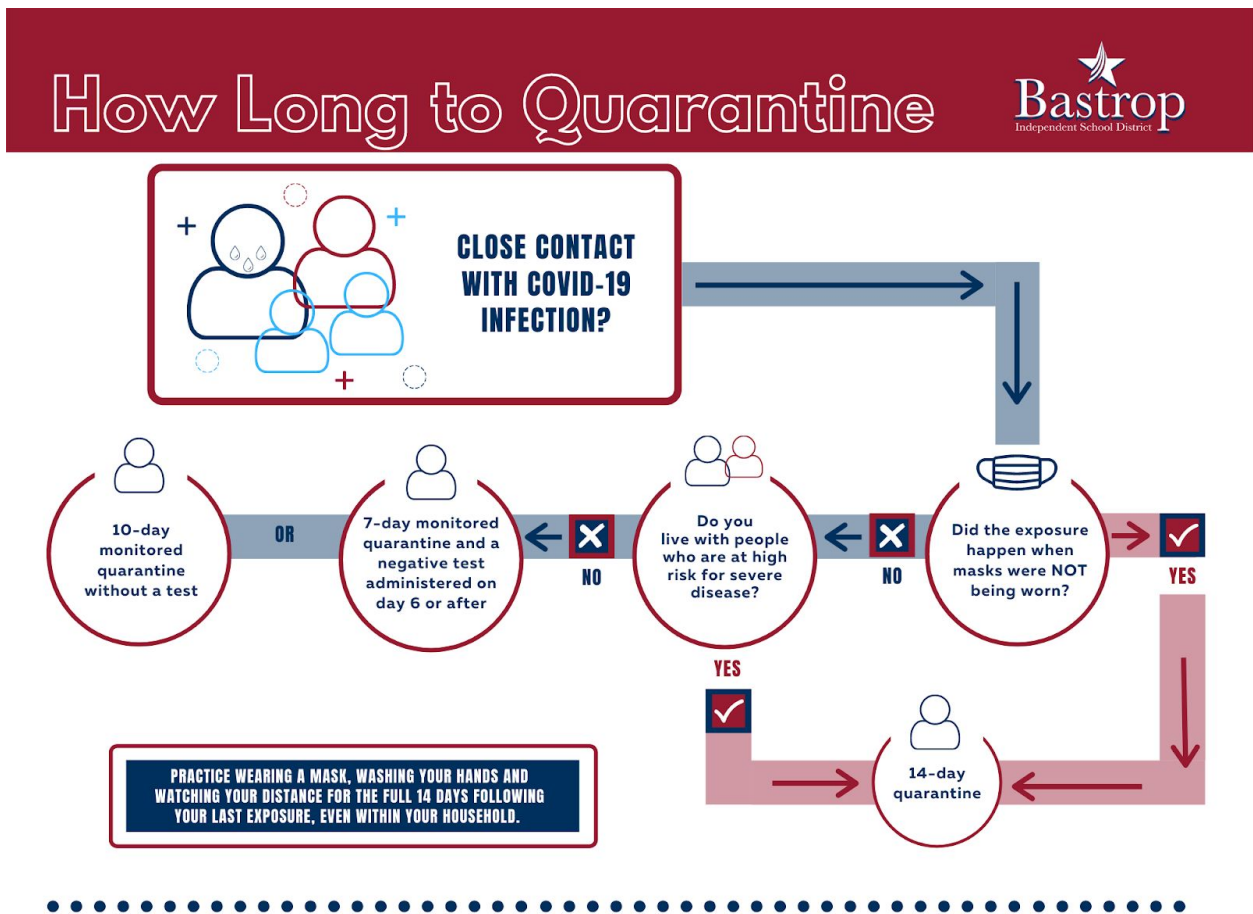 How Long to Quarantine
Bastrop
Independent School District
CLOSE CONTACT
WITH COVID-19
INFECTION?
Did the exposure
happen when
masks were NOT
being worn?
YES
NO
Do you
live with people
who are at high
risk for severe
disease?
NO
7-day monitored
quarantine and a
negative test
administered on
day 6 or after
OR
10-day
monitored
quarantine
without a test
YES
14-day
quarantine
PRACTICE WEARING A MASK, WASHING YOUR HANDS AND
WATCHING YOUR DISTANCE FOR THE FULL 14 DAYS FOLLOWING
YOUR LAST EXPOSURE, EVEN WITHIN YOUR HOUSEHOLD.